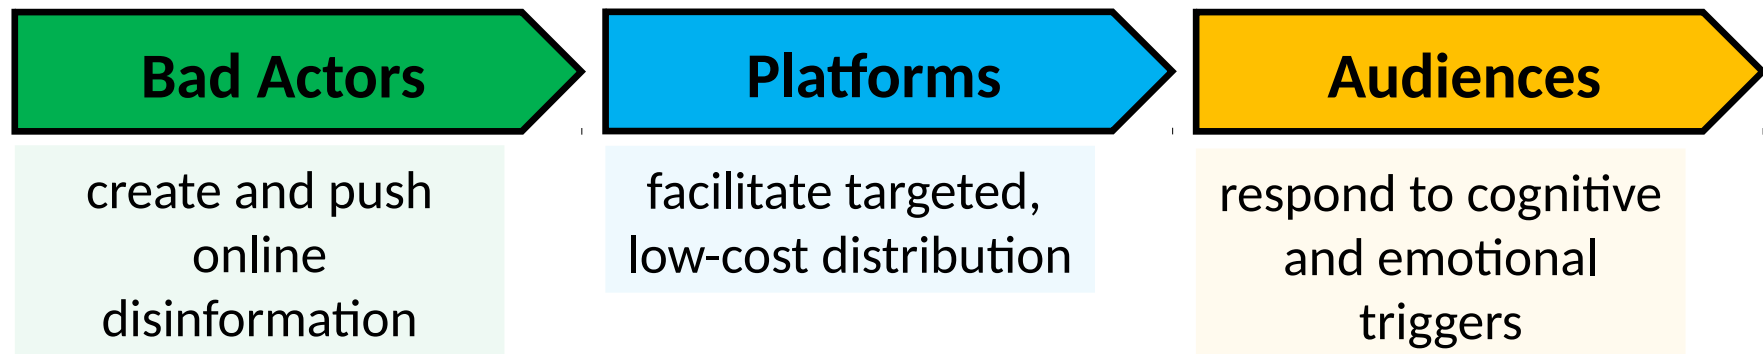 Bad Actors
create and push
online
disinformation
Platforms
facilitate targeted,
low-cost distribution
Audiences
respond to cognitive
and emotional
triggers